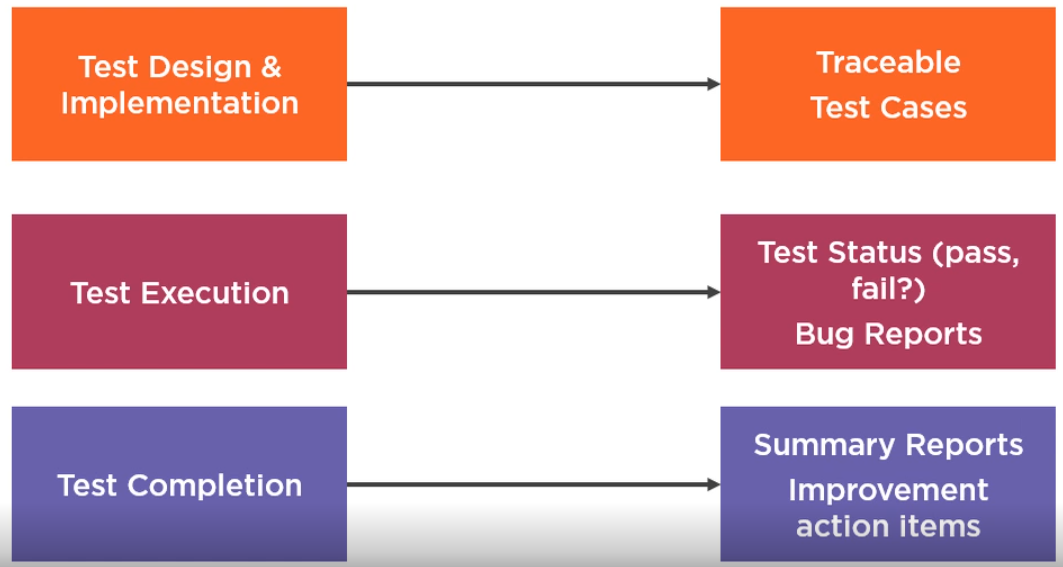 Test Design &
Implementation
Traceable
Test Cases
Test Execution
Test Status (pass,
fail?)
Bug Reports
Test Completion
Summary Reports
Improvement
action items